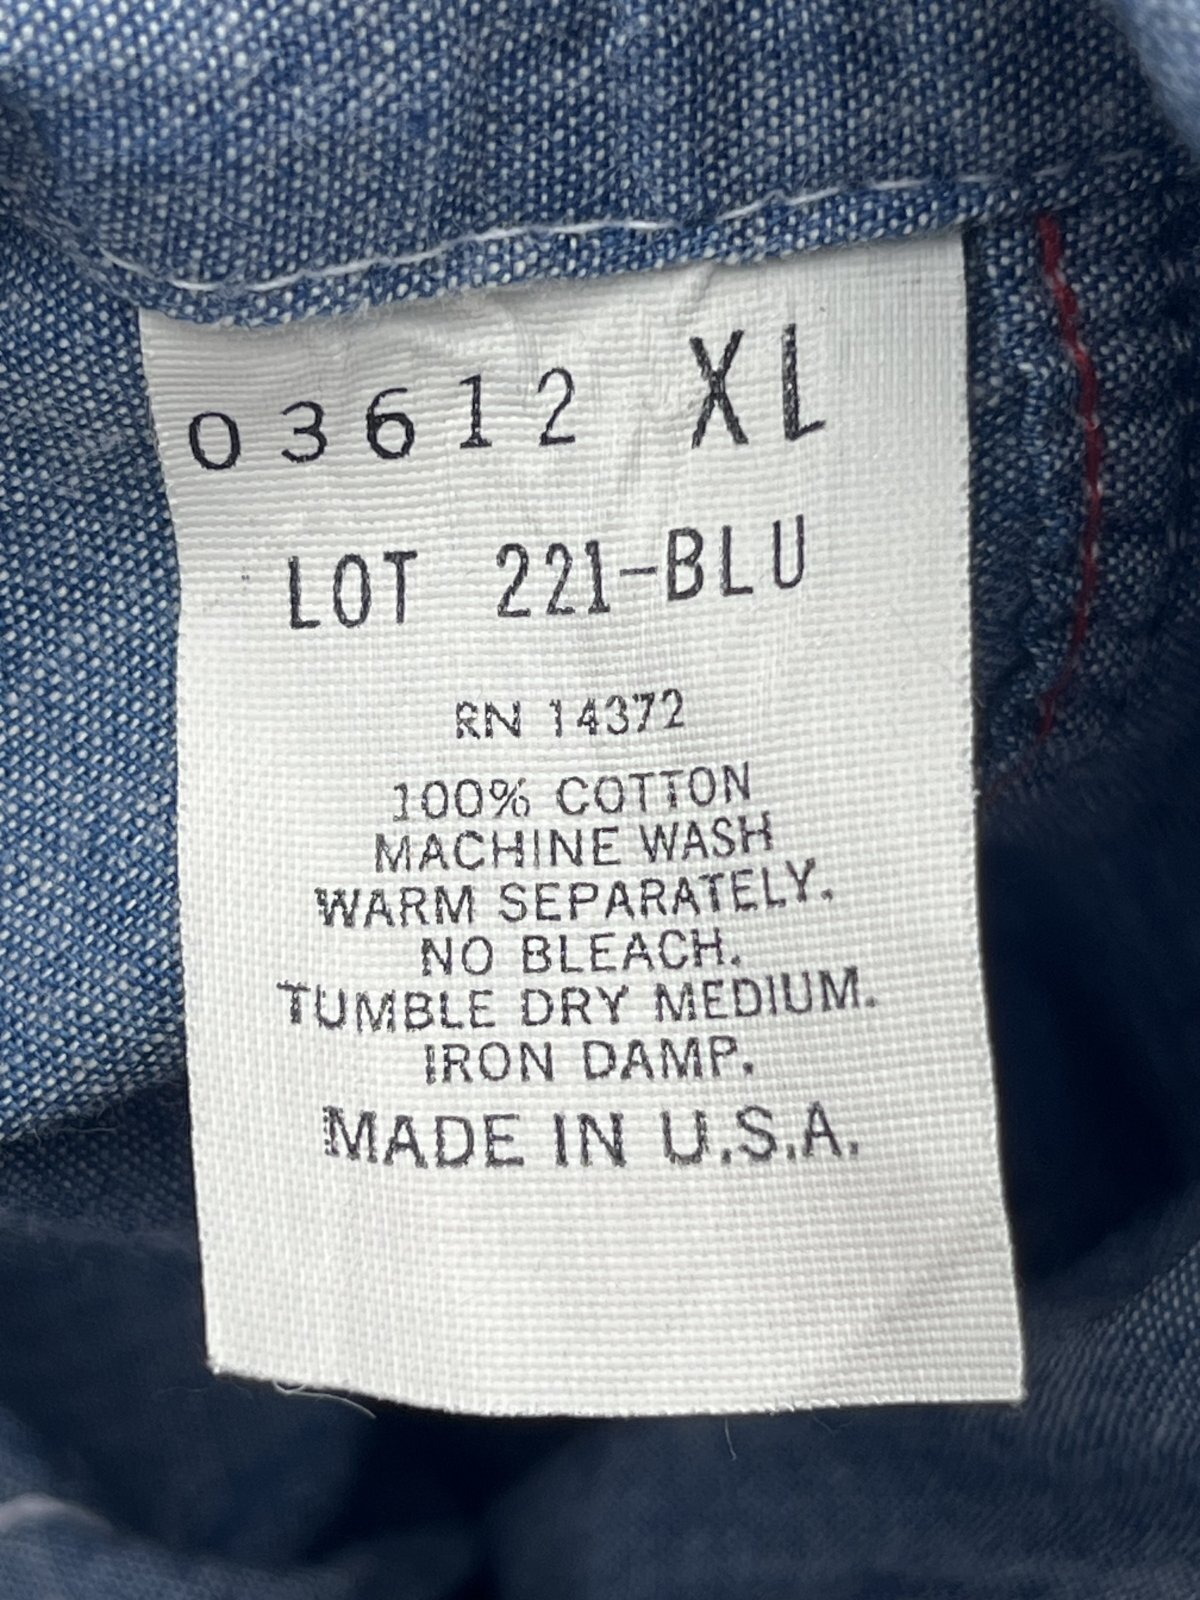 03612 XL
LOT 221-BLU
RN 14372
100% COTTON
MACHINE WASH
WARM SEPARATELY.
NO BLEACH.
TUMBLE DRY MEDIUM.
IRON DAMP.
MADE IN U.S.A.